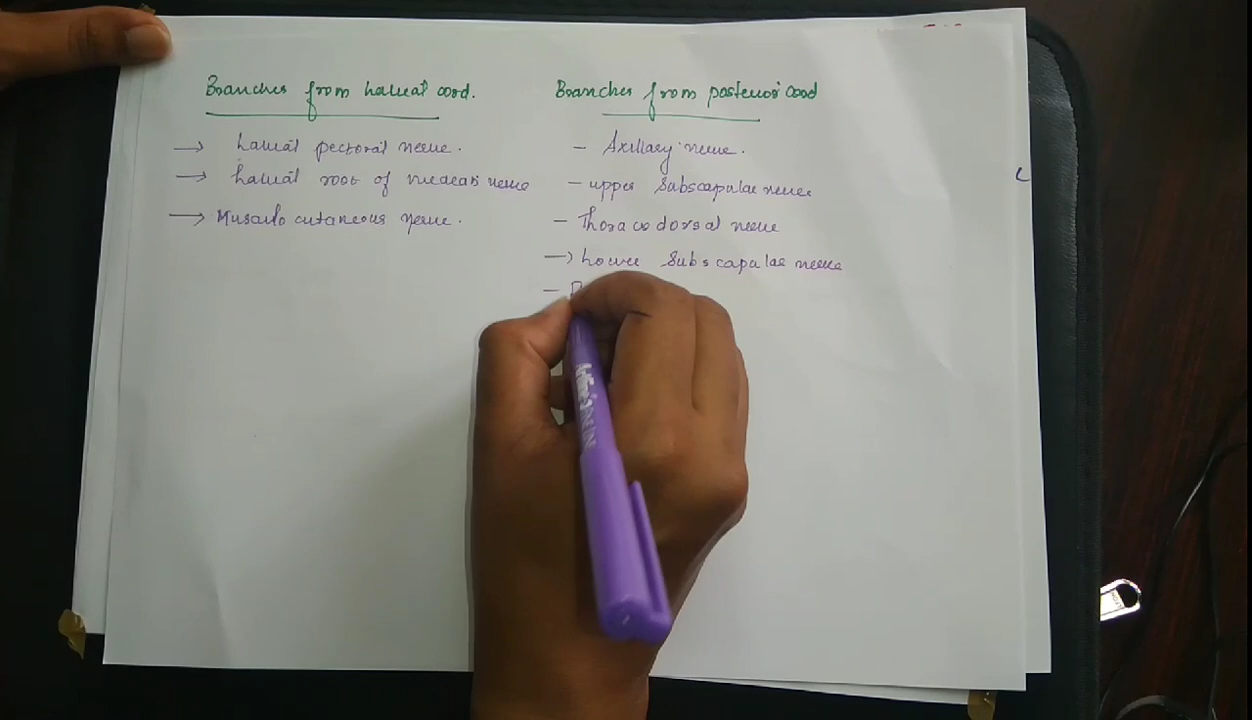 Branches from lateral cord.
→ lateral pectoral nerve.
→ lateral root of median nerve
→ Musculo cutaneous nerve.
Branches from posterior cord
- Axillary nerve.
- upper Subscapular nerve
- Thoraco dorsal nerve
→ lower Subscapular nerve